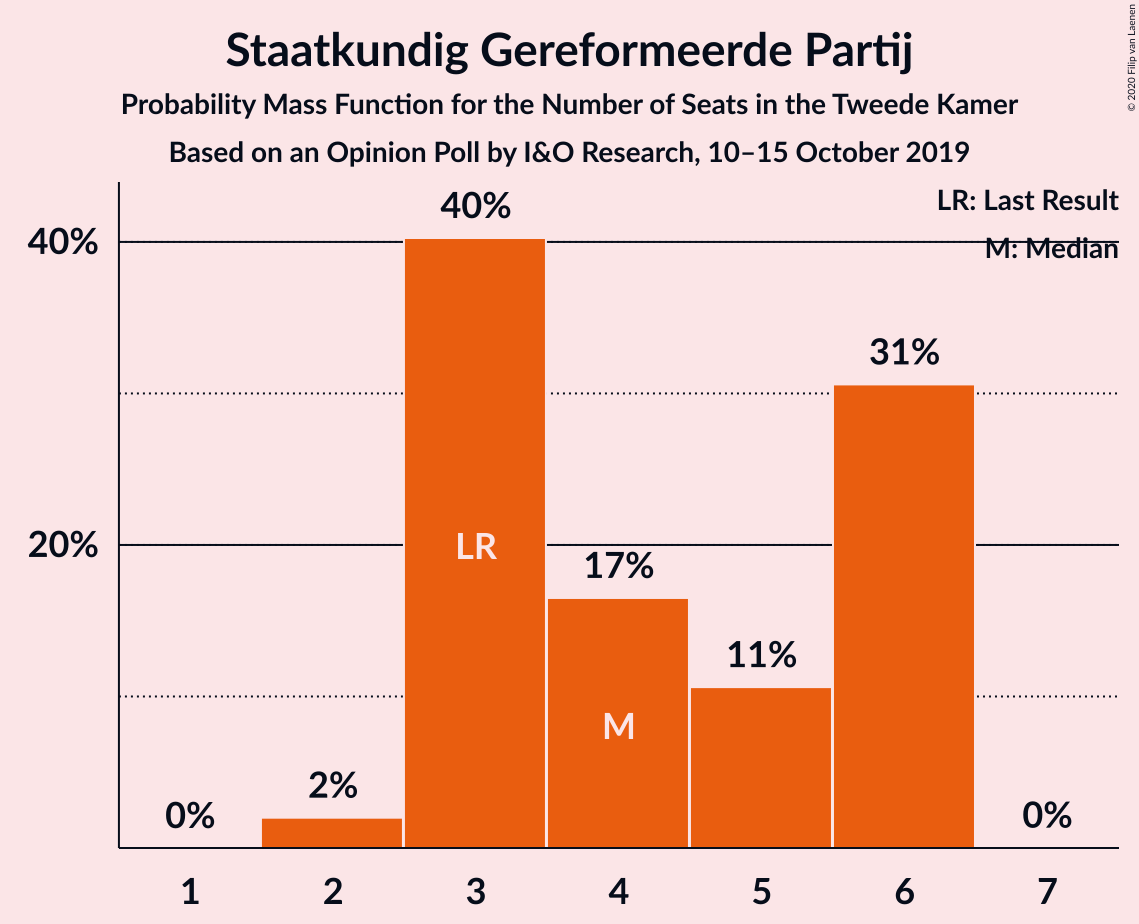 Staatkundig Gereformeerde Partij
Probability Mass Function for the Number of Seats in the Tweede Kamer
Based on an Opinion Poll by I&O Research, 10–15 October 2019
© 2020 Filip van Laenen
LR: Last Result
M: Median
40%
20%
0%
2%
40%
LR
17%
M
11%
31%
0%
1
2
3
4
5
6
7